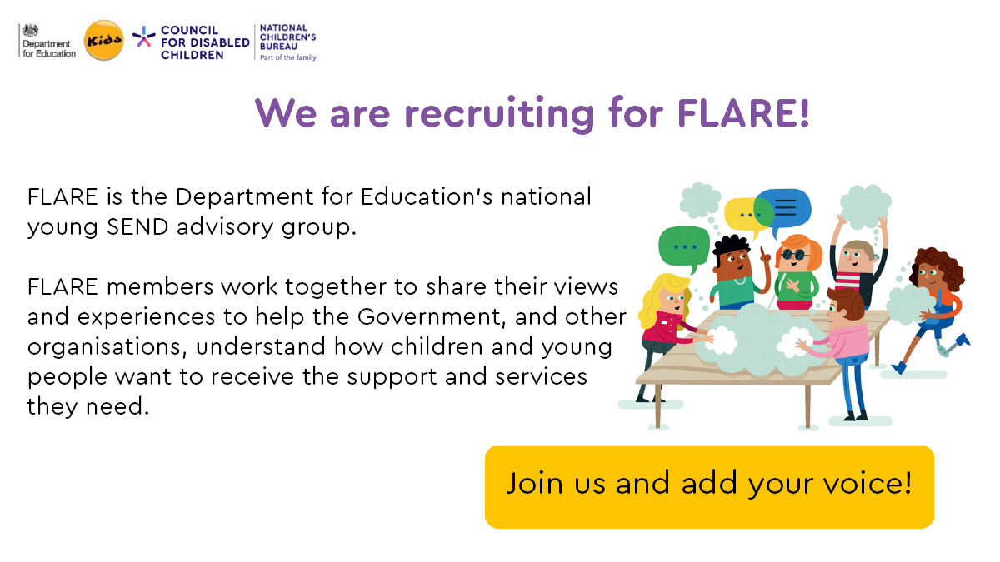 Department
for Education
Kids
COUNCIL
FOR DISABLED
CHILDREN
NATIONAL
CHILDREN'S
BUREAU
Part of the family
We are recruiting for FLARE!
FLARE is the Department for Education's national
young SEND advisory group.
FLARE members work together to share their views
and experiences to help the Government, and other
organisations, understand how children and young
people want to receive the support and services
they need.
Join us and add your voice!